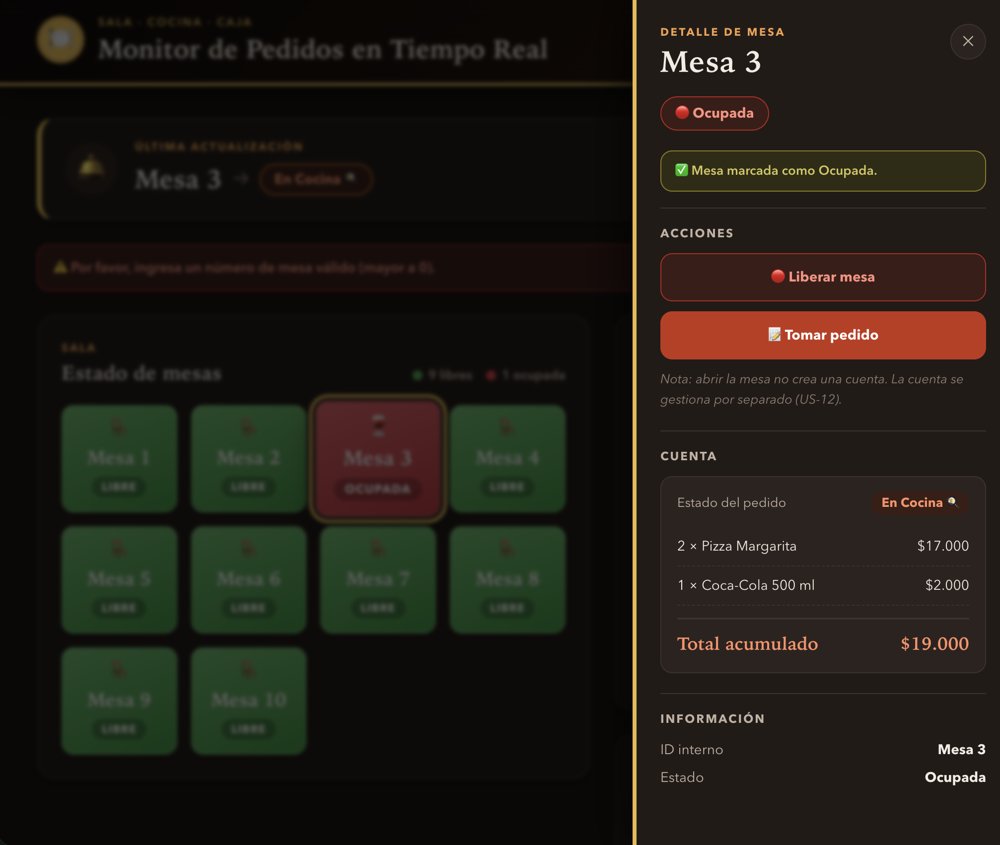 SALA · COCINA · CAJA
Monitor de Pedidos en Tiempo Real
ÚLTIMA ACTUALIZACIÓN
Mesa 3 → En Cocina
Por favor, ingresa un número de mesa válido (mayor a 0).
SALA
Estado de mesas
9 libres 1 ocupada
Mesa 1
LIBRE
Mesa 2
LIBRE
Mesa 3
OCUPADA
Mesa 4
LIBRE
Mesa 5
LIBRE
Mesa 6
LIBRE
Mesa 7
LIBRE
Mesa 8
LIBRE
Mesa 9
LIBRE
Mesa 10
LIBRE
DETALLE DE MESA
Mesa 3
Ocupada
Mesa marcada como Ocupada.
ACCIONES
Liberar mesa
Tomar pedido
Nota: abrir la mesa no crea una cuenta. La cuenta se
gestiona por separado (US-12).
CUENTA
Estado del pedido En Cocina
2 × Pizza Margarita $17.000
1 × Coca-Cola 500 ml $2.000
Total acumulado $19.000
INFORMACIÓN
ID interno Mesa 3
Estado Ocupada